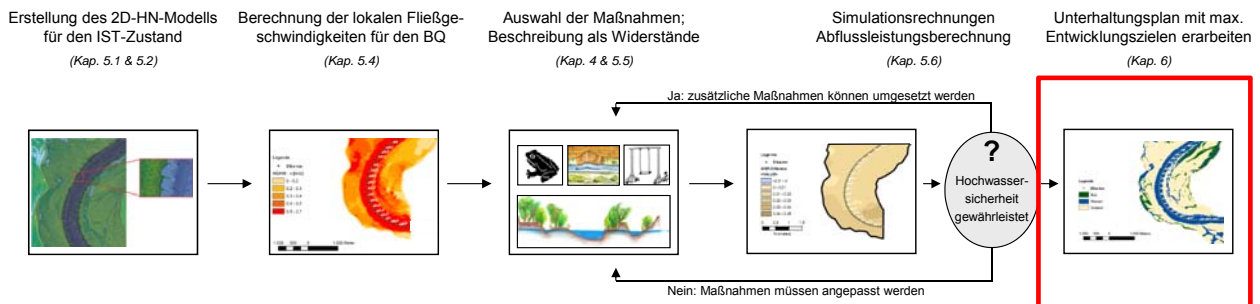 Erstellung des 2D-HN-Modells
für den IST-Zustand
(Kap. 5.1 & 5.2)
Berechnung der lokalen Fließge-
schwindigkeiten für den BQ
(Kap. 5.4)
Auswahl der Maßnahmen;
Beschreibung als Widerstände
(Kap. 4 & 5.5)
Simulationsrechnungen
Abflussleistungsberechnung
(Kap. 5.6)
Unterhaltungsplan mit max.
Entwicklungszielen erarbeiten
(Kap. 6)
Ja: zusätzliche Maßnahmen können umgesetzt werden
?
Hochwasser-
sicherheit
gewährleistet
Nein: Maßnahmen müssen angepasst werden